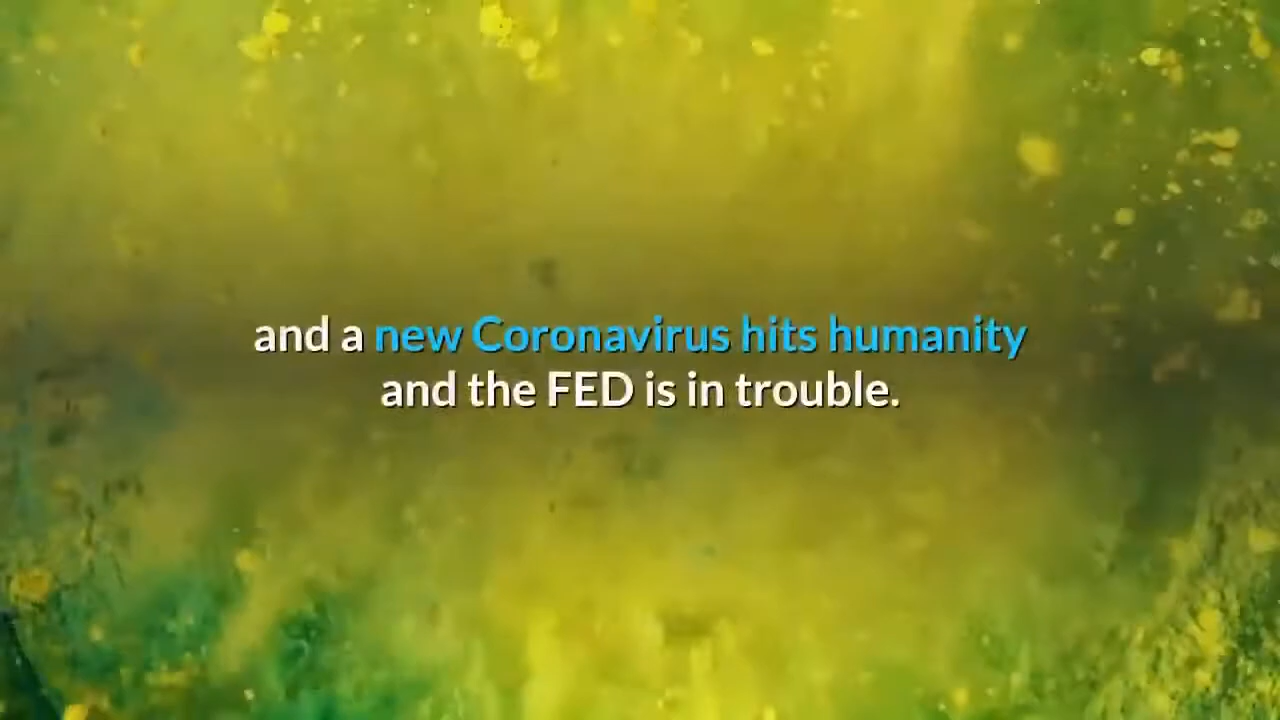 and a new Coronavirus hits humanity
and the FED is in trouble.